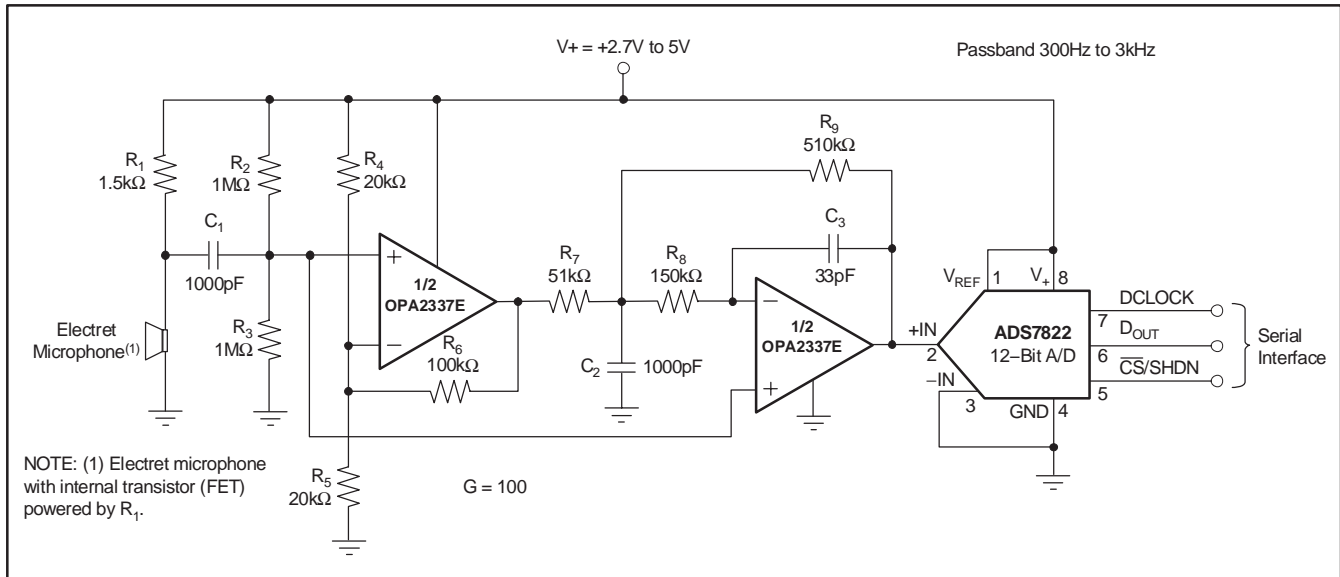 V+ = +2.7V to 5V
Passband 300Hz to 3kHz
R1
1.5kΩ
R2
1MΩ
R4
20kΩ
R9
510kΩ
C1
1000pF
C3
33pF
R7
51kΩ
R8
150kΩ
+
1/2
OPA2337E
−
VREF
1
V+
8
Electret
Microphone(1)
R3
1MΩ
R6
100kΩ
C2
1000pF
−
1/2
OPA2337E
+
+IN
2
ADS7822
12−Bit A/D
−IN
3
GND
4
DCLOCK
7
DOUT
6
CS/SHDN
5
Serial
Interface
NOTE: (1) Electret microphone
with internal transistor (FET)
powered by R1.
R5
20kΩ
G = 100